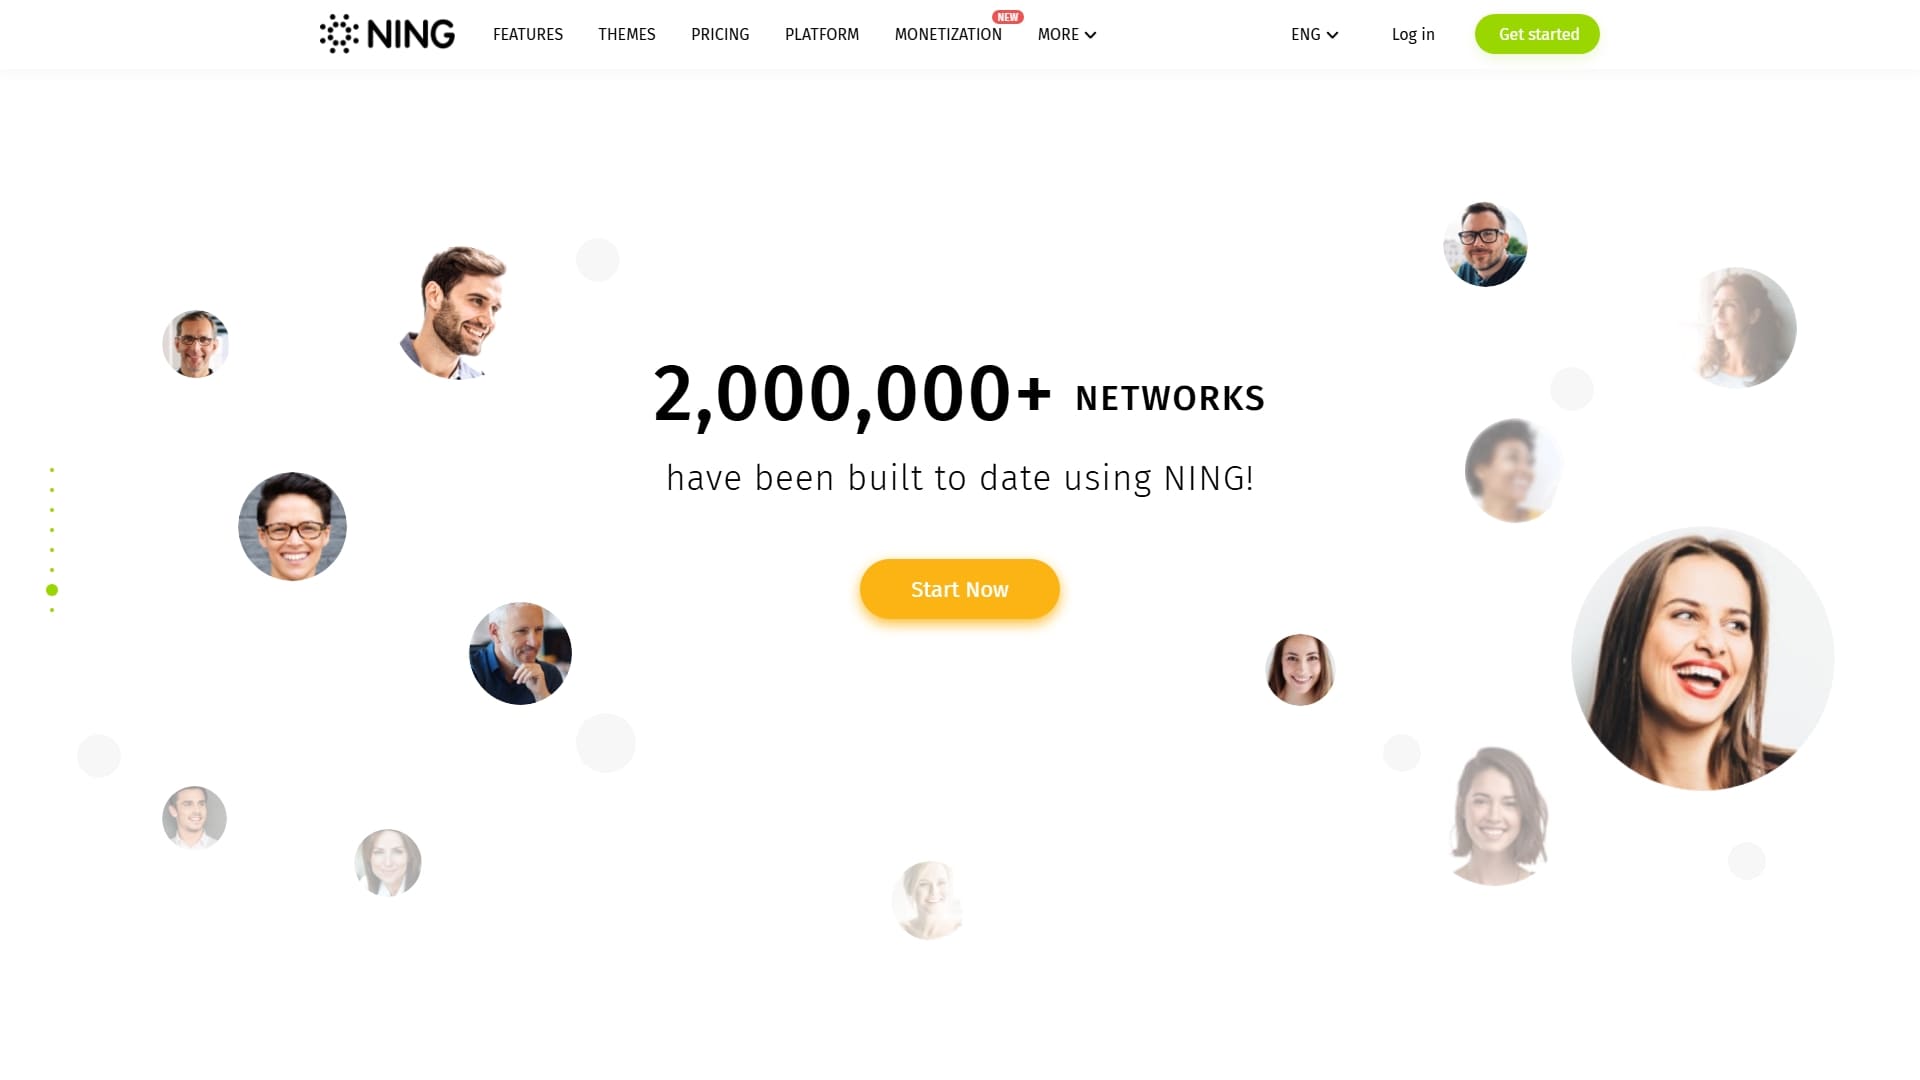 NING
FEATURES THEMES PRICING PLATFORM MONETIZATION NEW MORE ENG Log in Get started
2,000,000+ NETWORKS
have been built to date using NING!
Start Now